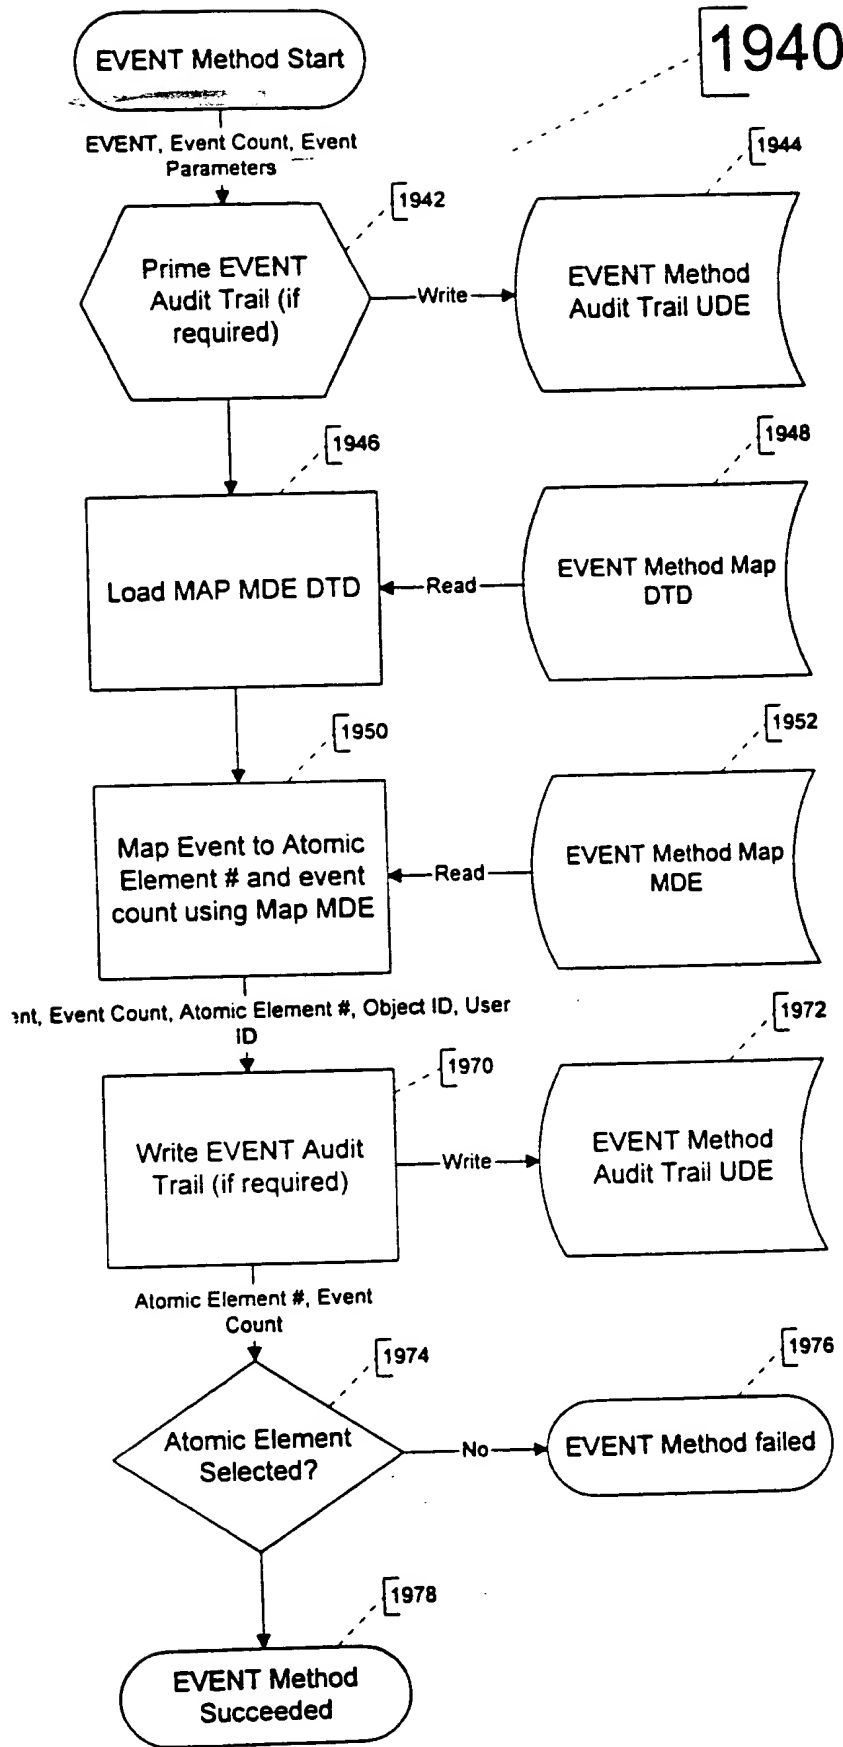 EVENT Method Start
1940
EVENT, Event Count, Event
Parameters
1944
1942
Prime EVENT
Audit Trail (if
required)
Write
EVENT Method
Audit Trail UDE
1946
1948
Load MAP MDE DTD
Read
EVENT Method Map
DTD
1950
1952
Map Event to Atomic
Element # and event
count using Map MDE
Read
EVENT Method Map
MDE
Event Count, Atomic Element #, Object ID, User
ID
1972
1970
Write EVENT Audit
Trail (if required)
Write
EVENT Method
Audit Trail UDE
Atomic Element #, Event
Count
1974
1976
Atomic Element
Selected?
No
EVENT Method failed
1978
EVENT Method
Succeeded